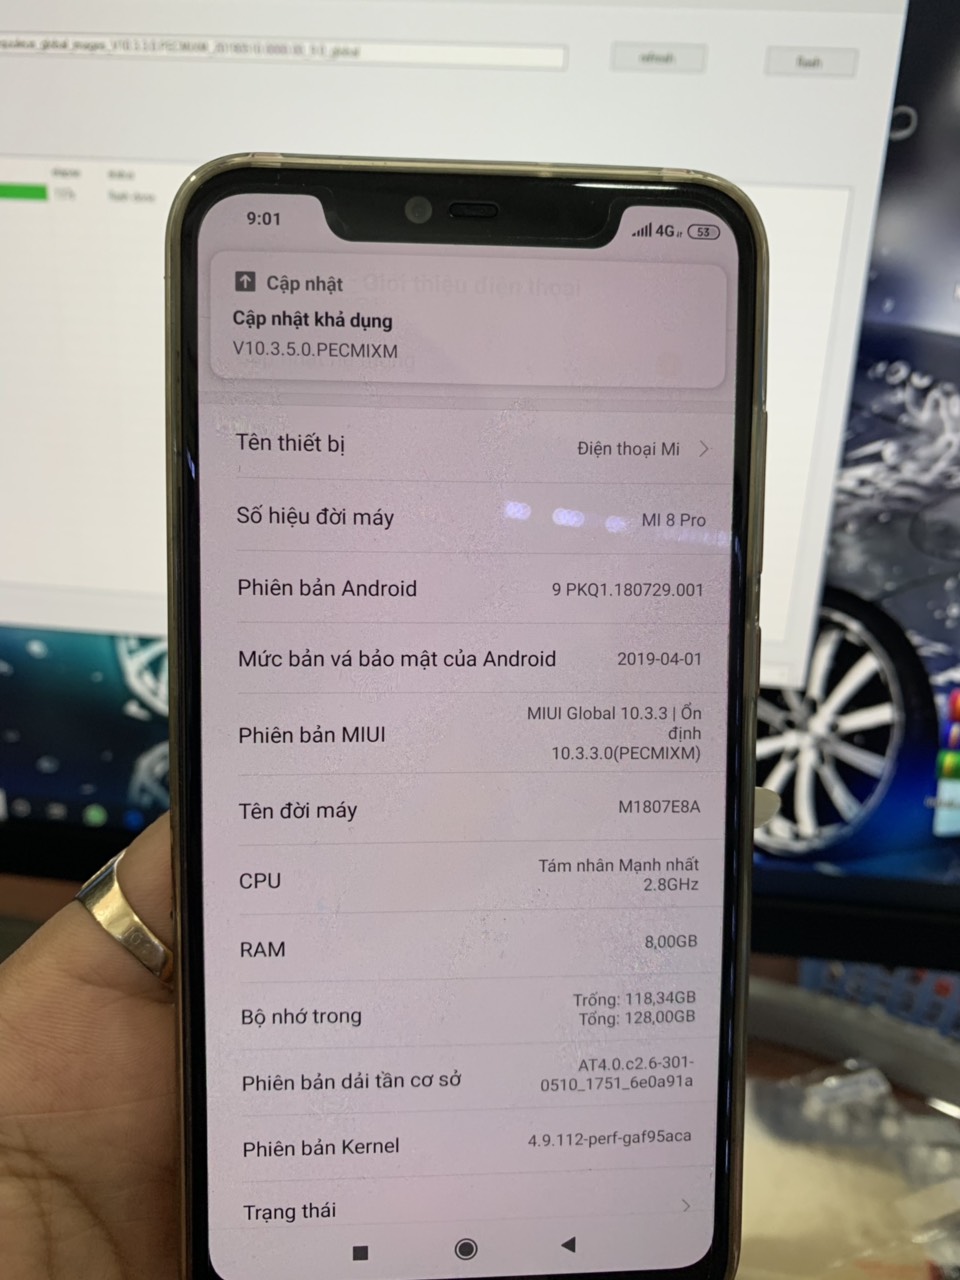 refresh
flash
9:01
4G
53
Cập nhật
Giới thiệu điện thoại
Cập nhật khả dụng
V10.3.5.0.PECMIXM
Tên thiết bị
Điện thoại Mi
Số hiệu đời máy
MI 8 Pro
Phiên bản Android
9 PKQ1.180729.001
Mức bản vá bảo mật của Android
2019-04-01
Phiên bản MIUI
MIUI Global 10.3.3 | Ổn
định
10.3.3.0(PECMIXM)
Tên đời máy
M1807E8A
CPU
Tám nhân Mạnh nhất
2.8GHz
RAM
8,00GB
Bộ nhớ trong
Trống: 118,34GB
Tổng: 128,00GB
Phiên bản dải tần cơ sở
AT4.0.c2.6-301-
0510_1751_6e0a91a
Phiên bản Kernel
4.9.112-perf-gaf95aca
Trạng thái